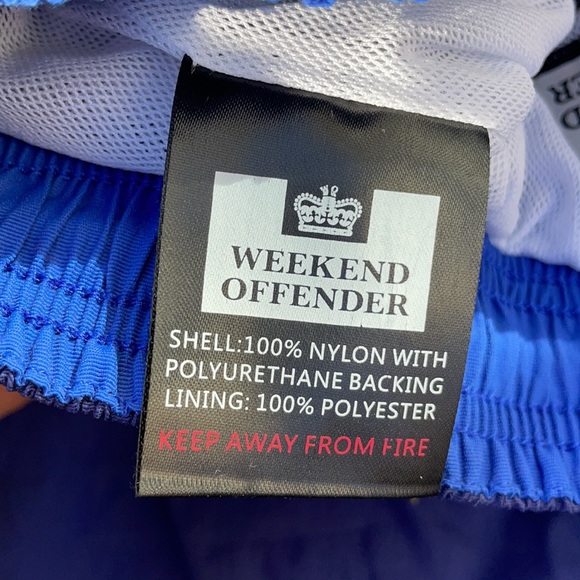 WEEKEND
OFFENDER
SHELL:100% NYLON WITH
POLYURETHANE BACKING
LINING: 100% POLYESTER
KEEP AWAY FROM FIRE